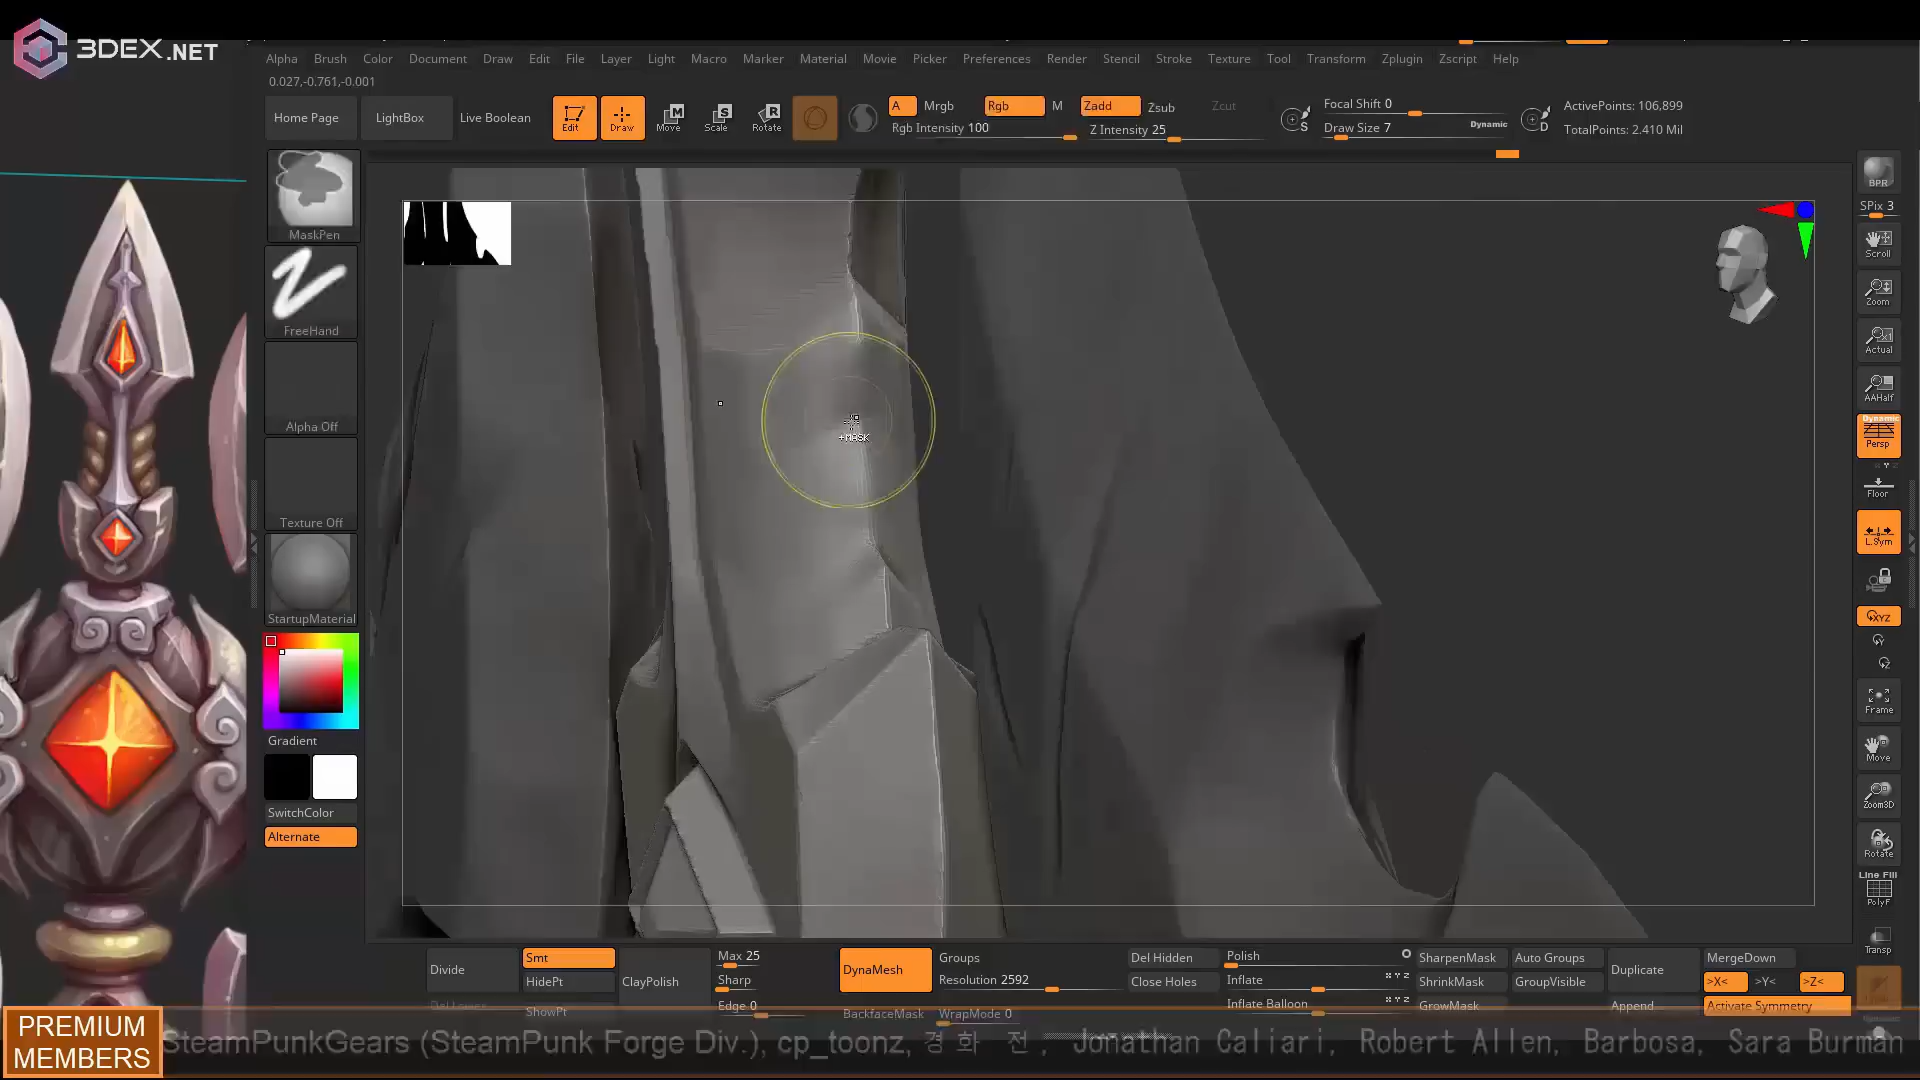 3DEX.NET
Alpha Brush Color Document Draw Edit File Layer Light Macro Marker Material Movie Picker Preferences Render Stencil Stroke Texture Tool Transform Zplugin Zscript Help
0.027,-0.761,-0.001
Home Page LightBox Live Boolean Edit Draw Move Scale Rotate
A Mrgb Rgb M Zadd Zsub Zcut
Rgb Intensity 100 Z Intensity 25
S Focal Shift 0
Draw Size 7 Dynamic D
ActivePoints: 106,899
TotalPoints: 2.410 Mil
MaskPen
FreeHand
Alpha Off
Texture Off
StartupMaterial
Gradient
SwitchColor
Alternate
+MASK
BPR
SPix 3
Scroll
Zoom
Actual
AAHalf
Dynamic
Persp
Floor
L.Sym
XYZ
Frame
Move
Zoom3D
Rotate
Line Fill
PolyF
Transp
Divide Smt Max 25 DynaMesh Groups Del Hidden Polish SharpenMask Auto Groups Duplicate MergeDown
HidePt ClayPolish Sharp Resolution 2592 Close Holes Inflate ShrinkMask GroupVisible >X< >Y< >Z<
Del Lower ShowPt Edge 0 BackfaceMask WrapMode 0 Inflate Balloon GrowMask Append Activate Symmetry
PREMIUM
MEMBERS
SteamPunkGears (SteamPunk Forge Div.), cp_toonz, 경화 전, Jonathan Caliari, Robert Allen, Barbosa, Sara Burman